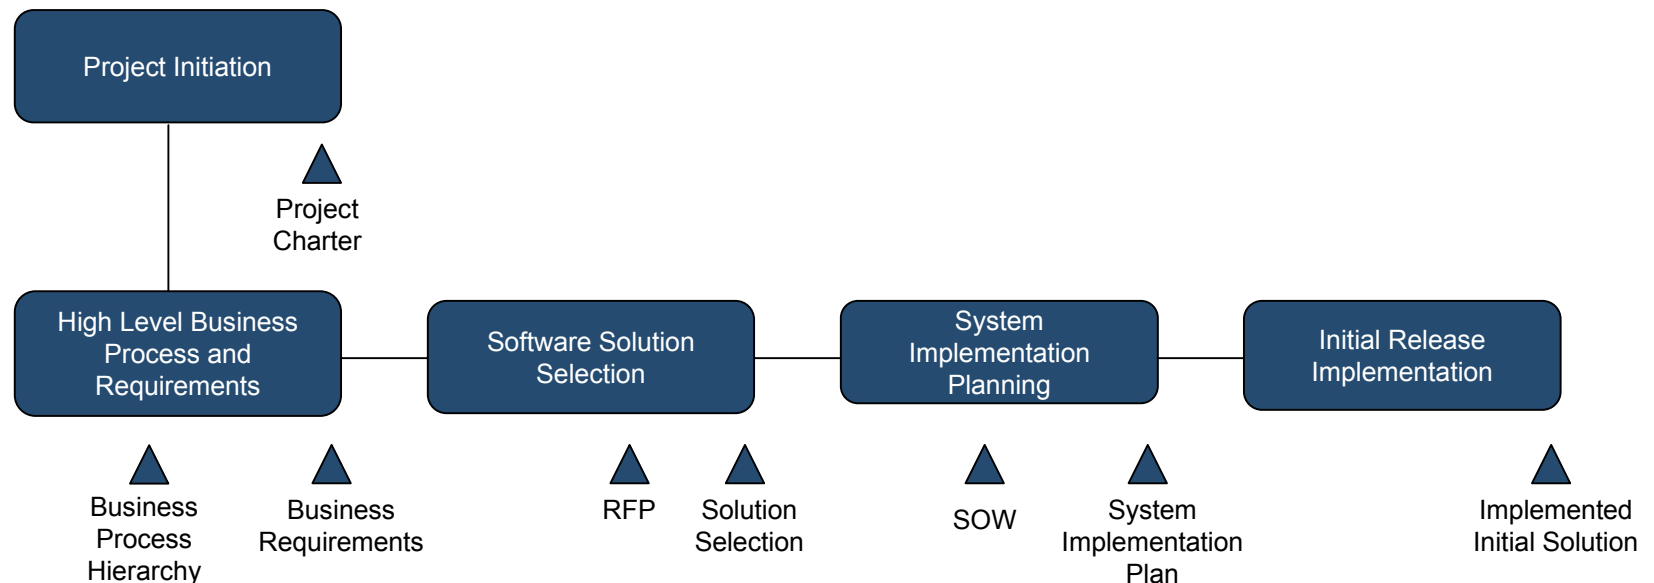 Project Initiation
Project
Charter
High Level Business
Process and
Requirements
Software Solution
Selection
System
Implementation
Planning
Initial Release
Implementation
Business
Process
Hierarchy
Business
Requirements
RFP
Solution
Selection
SOW
System
Implementation
Plan
Implemented
Initial Solution